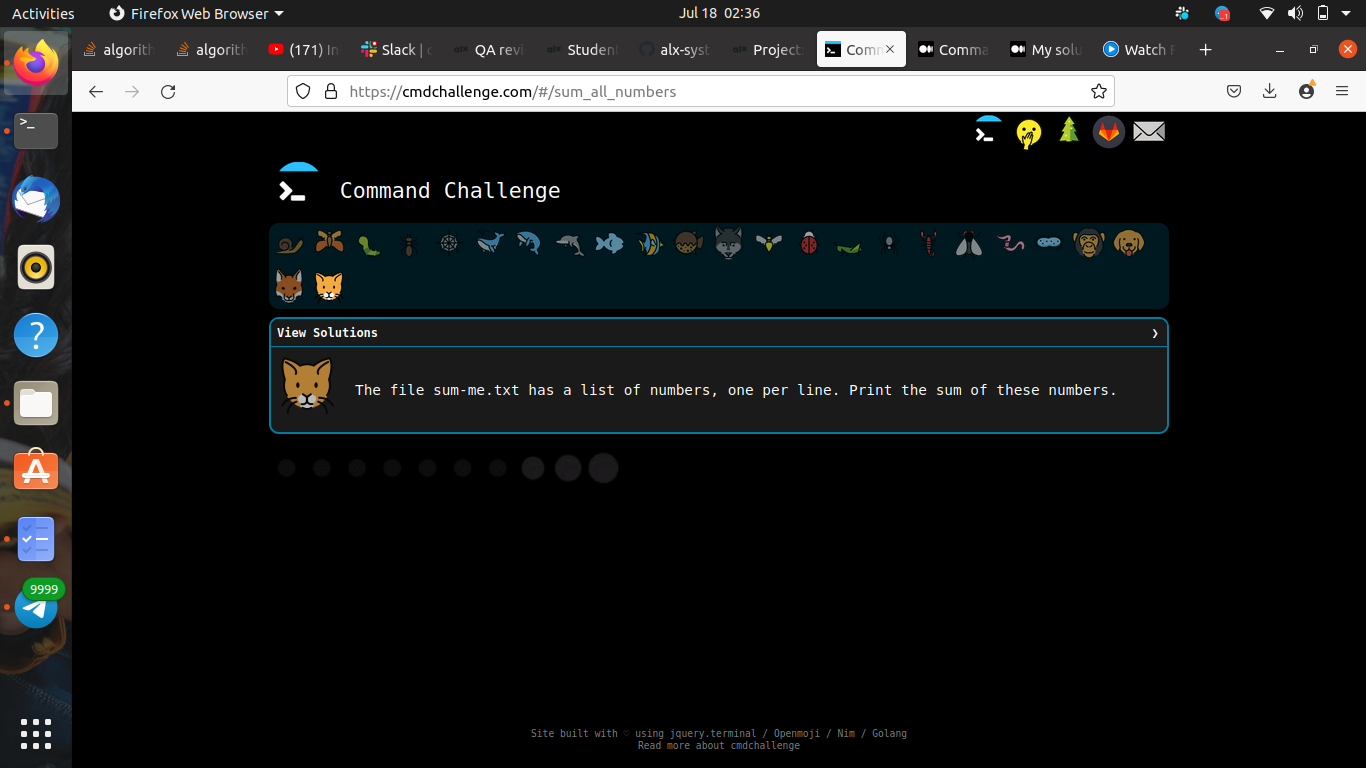 Activities Firefox Web Browser Jul 18 02:36
algorith algorith (171) In Slack | QA revi Student alx-syst Project: Comm Comma My solu Watch
https://cmdchallenge.com/#/sum_all_numbers
Command Challenge
View Solutions
The file sum-me.txt has a list of numbers, one per line. Print the sum of these numbers.
9999
Site built with ♡ using jquery.terminal / Openmoji / Nim / Golang
Read more about cmdchallenge